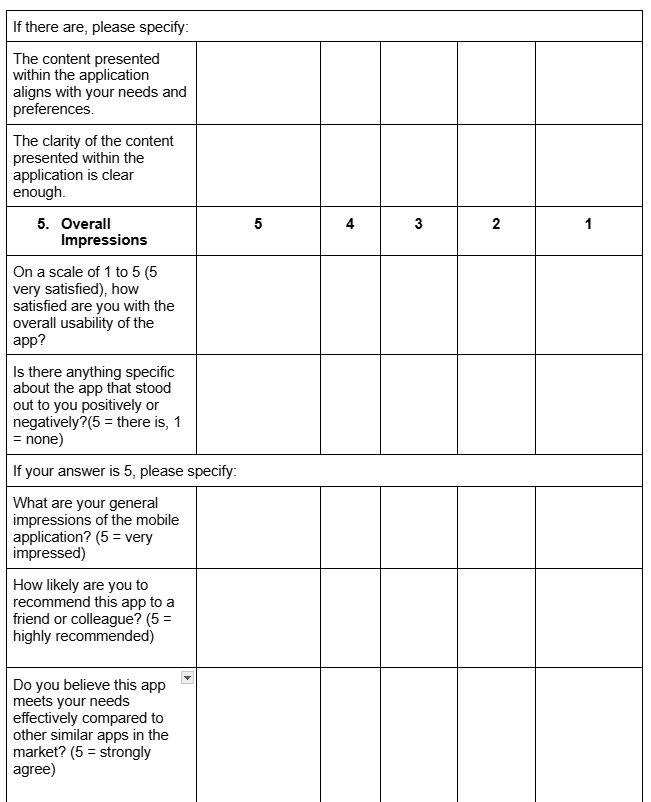 If there are, please specify:
The content presented
within the application
aligns with your needs and
preferences.
The clarity of the content
presented within the
application is clear
enough.
5. Overall
Impressions
5 4 3 2 1
On a scale of 1 to 5 (5
very satisfied), how
satisfied are you with the
overall usability of the
app?
Is there anything specific
about the app that stood
out to you positively or
negatively?(5 = there is, 1
= none)
If your answer is 5, please specify:
What are your general
impressions of the mobile
application? (5 = very
impressed)
How likely are you to
recommend this app to a
friend or colleague? (5 =
highly recommended)
Do you believe this app
meets your needs
effectively compared to
other similar apps in the
market? (5 = strongly
agree)